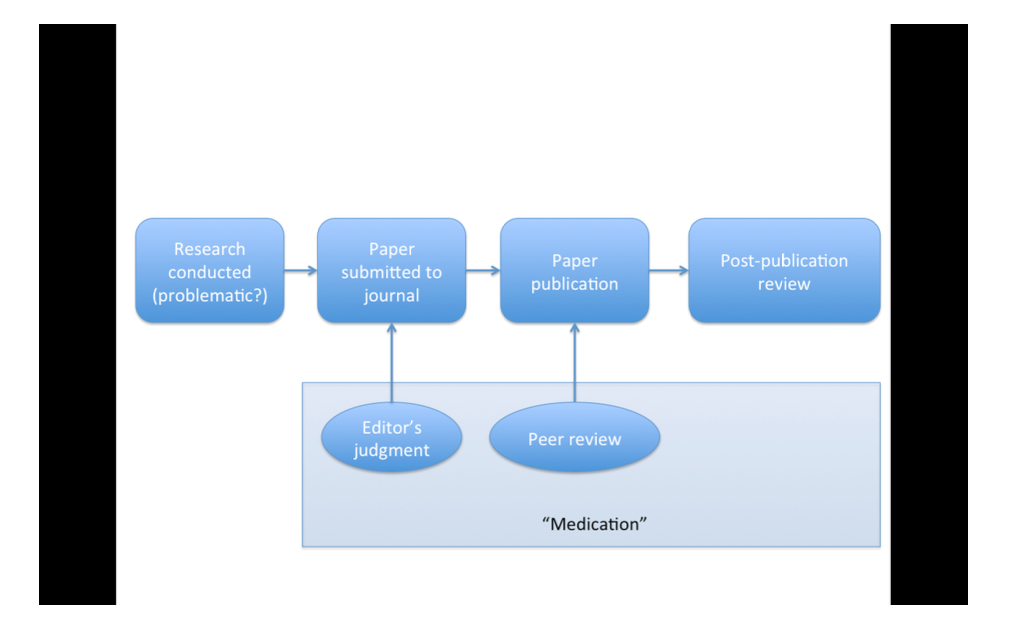 Research
conducted
(problematic?)
Paper
submitted to
journal
Paper
publication
Post-publication
review
Editor’s
judgment
Peer review
“Medication”